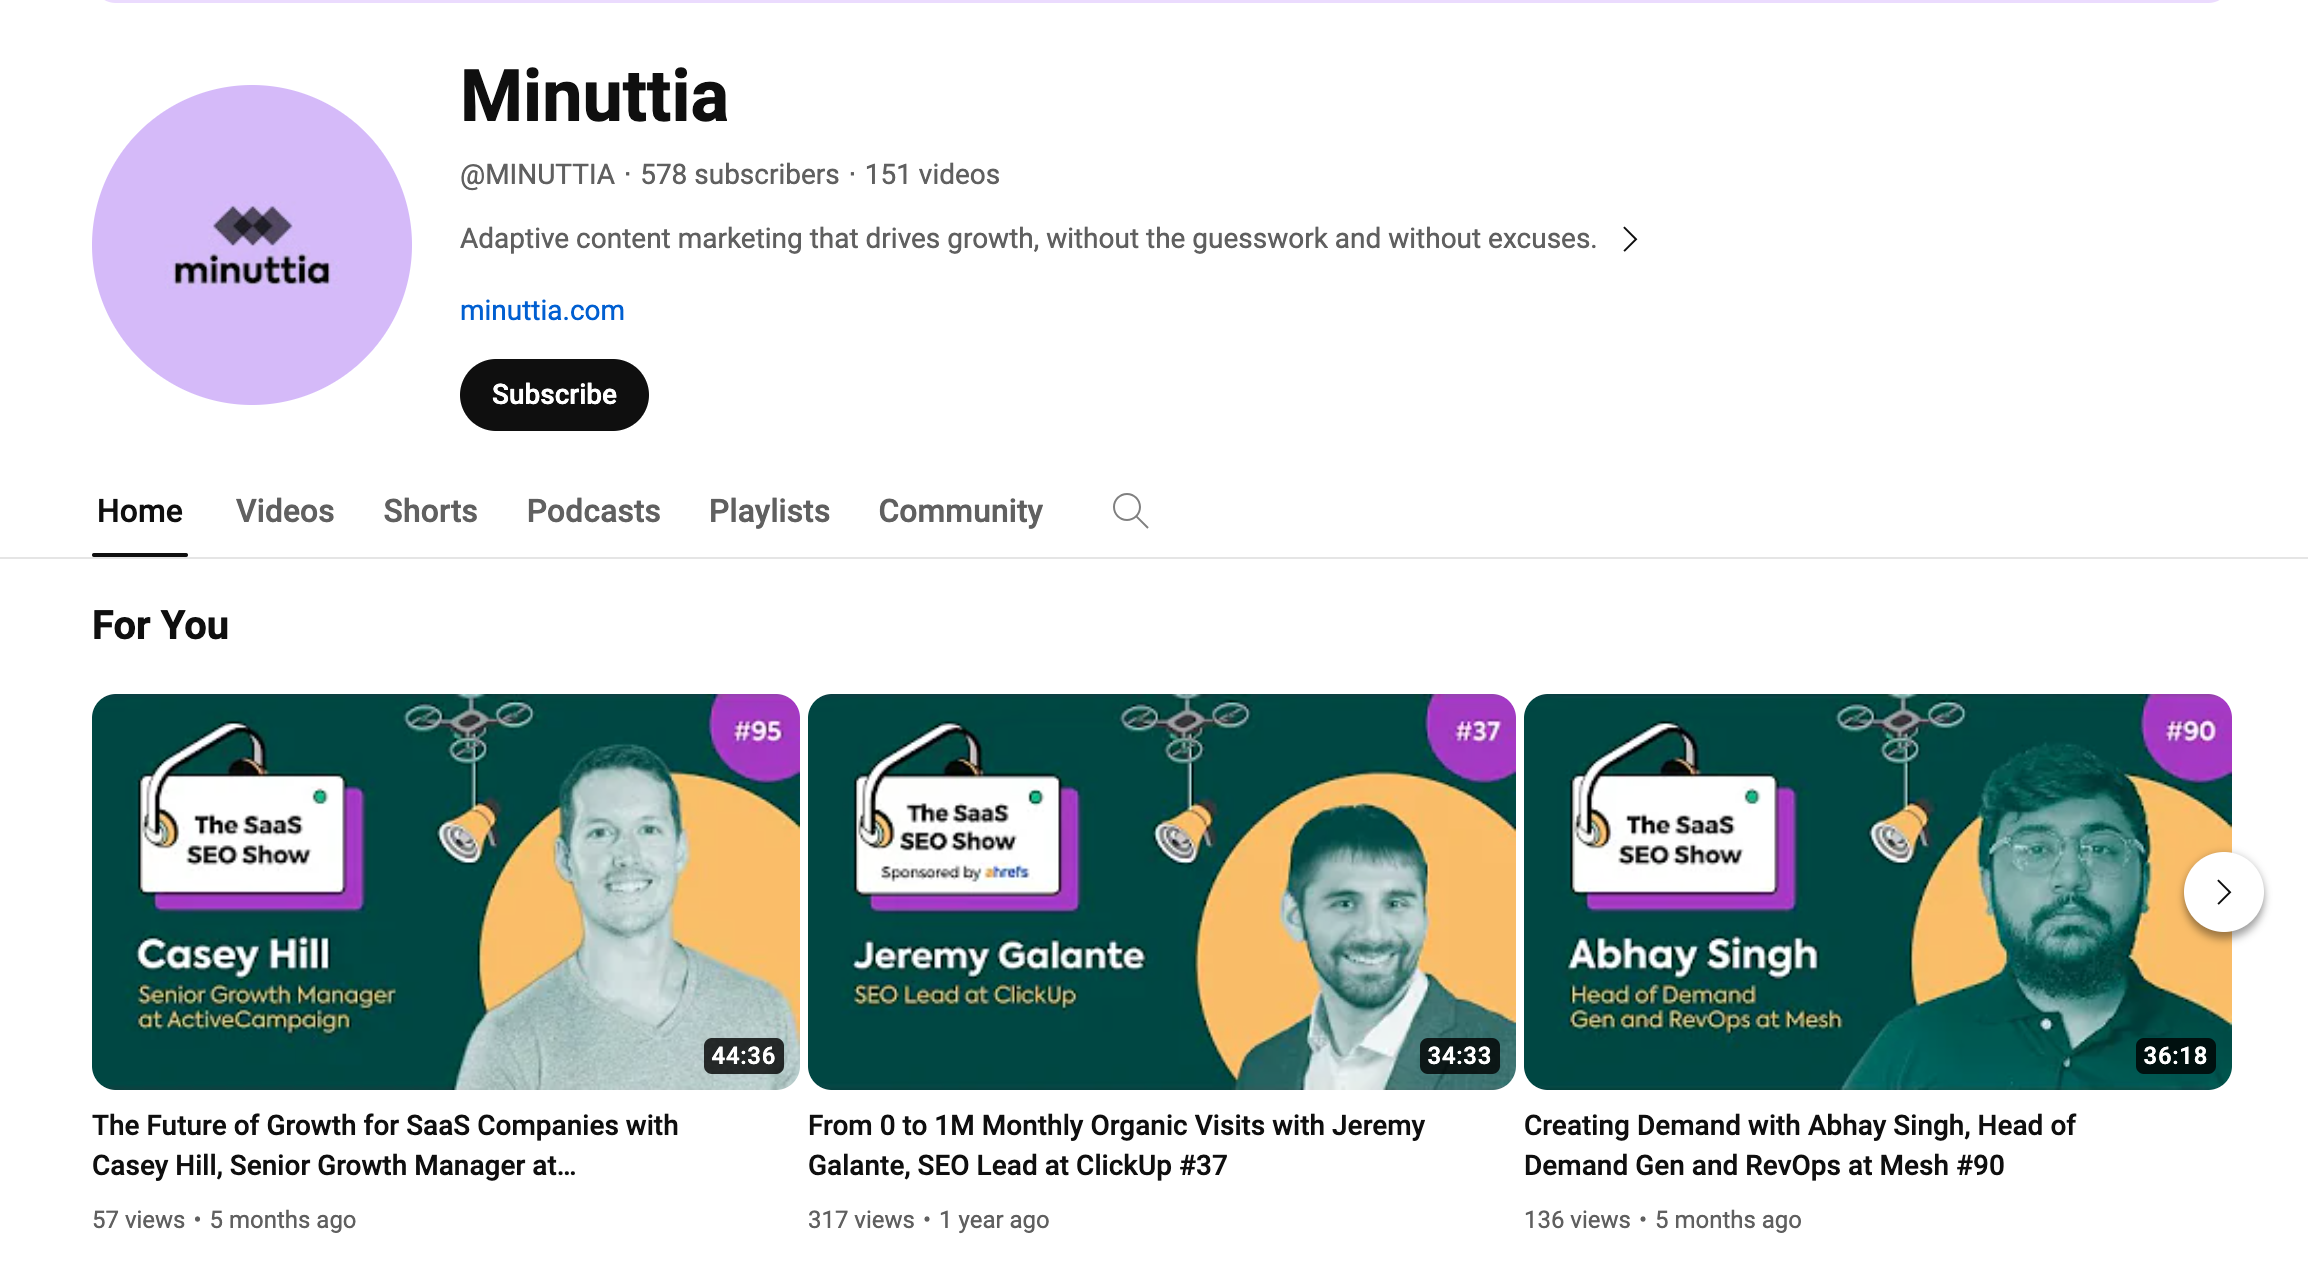 Minuttia
minuttia
@MINUTTIA · 578 subscribers · 151 videos
Adaptive content marketing that drives growth, without the guesswork and without excuses.
minuttia.com
Subscribe
Home Videos Shorts Podcasts Playlists Community
For You
#95
The SaaS
SEO Show
Casey Hill
Senior Growth Manager
at ActiveCampaign
44:36
The Future of Growth for SaaS Companies with
Casey Hill, Senior Growth Manager at...
57 views • 5 months ago
#37
The SaaS
SEO Show
Sponsored by ahrefs
Jeremy Galante
SEO Lead at ClickUp
34:33
From 0 to 1M Monthly Organic Visits with Jeremy
Galante, SEO Lead at ClickUp #37
317 views • 1 year ago
#90
The SaaS
SEO Show
Abhay Singh
Head of Demand
Gen and RevOps at Mesh
36:18
Creating Demand with Abhay Singh, Head of
Demand Gen and RevOps at Mesh #90
136 views • 5 months ago